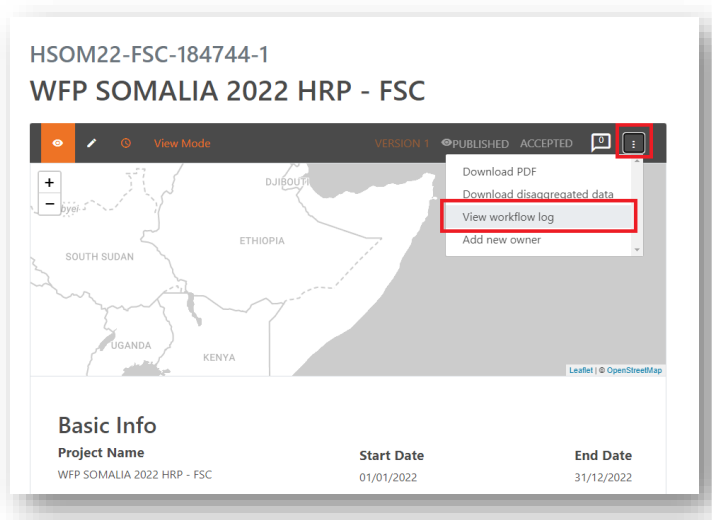 HSOM22-FSC-184744-1
WFP SOMALIA 2022 HRP - FSC
View Mode VERSION 1 PUBLISHED ACCEPTED 0
Download PDF
Download disaggregated data
View workflow log
Add new owner
+
−
DJIBOUTI
ETHIOPIA
SOUTH SUDAN
UGANDA
KENYA
Leaflet | © OpenStreetMap
Basic Info
Project Name Start Date End Date
WFP SOMALIA 2022 HRP - FSC 01/01/2022 31/12/2022